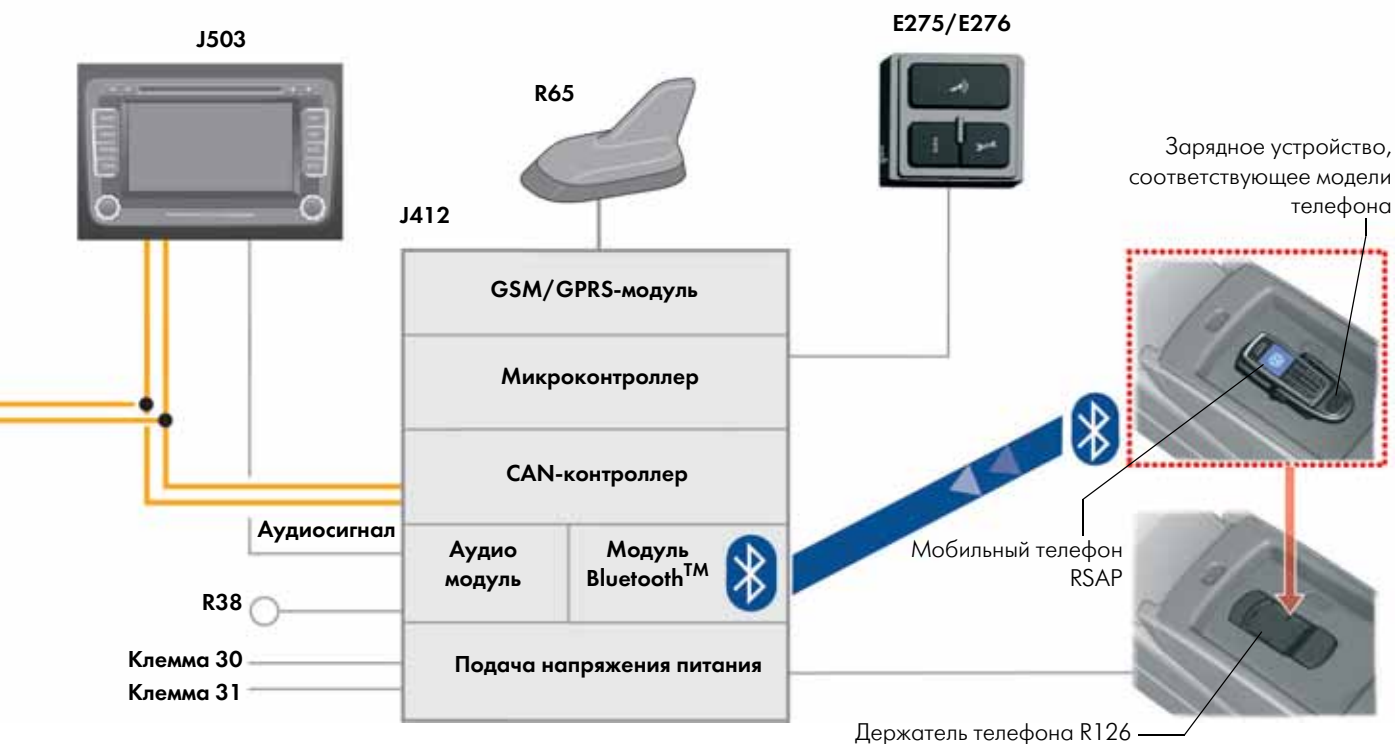 J503
R65
E275/E276
Зарядное устройство,
соответствующее модели
телефона
J412
GSM/GPRS-модуль
Микроконтроллер
CAN-контроллер
Аудиосигнал
Аудио
модуль
Модуль
Bluetooth™
Мобильный телефон
RSAP
R38
Клемма 30
Клемма 31
Подача напряжения питания
Держатель телефона R126